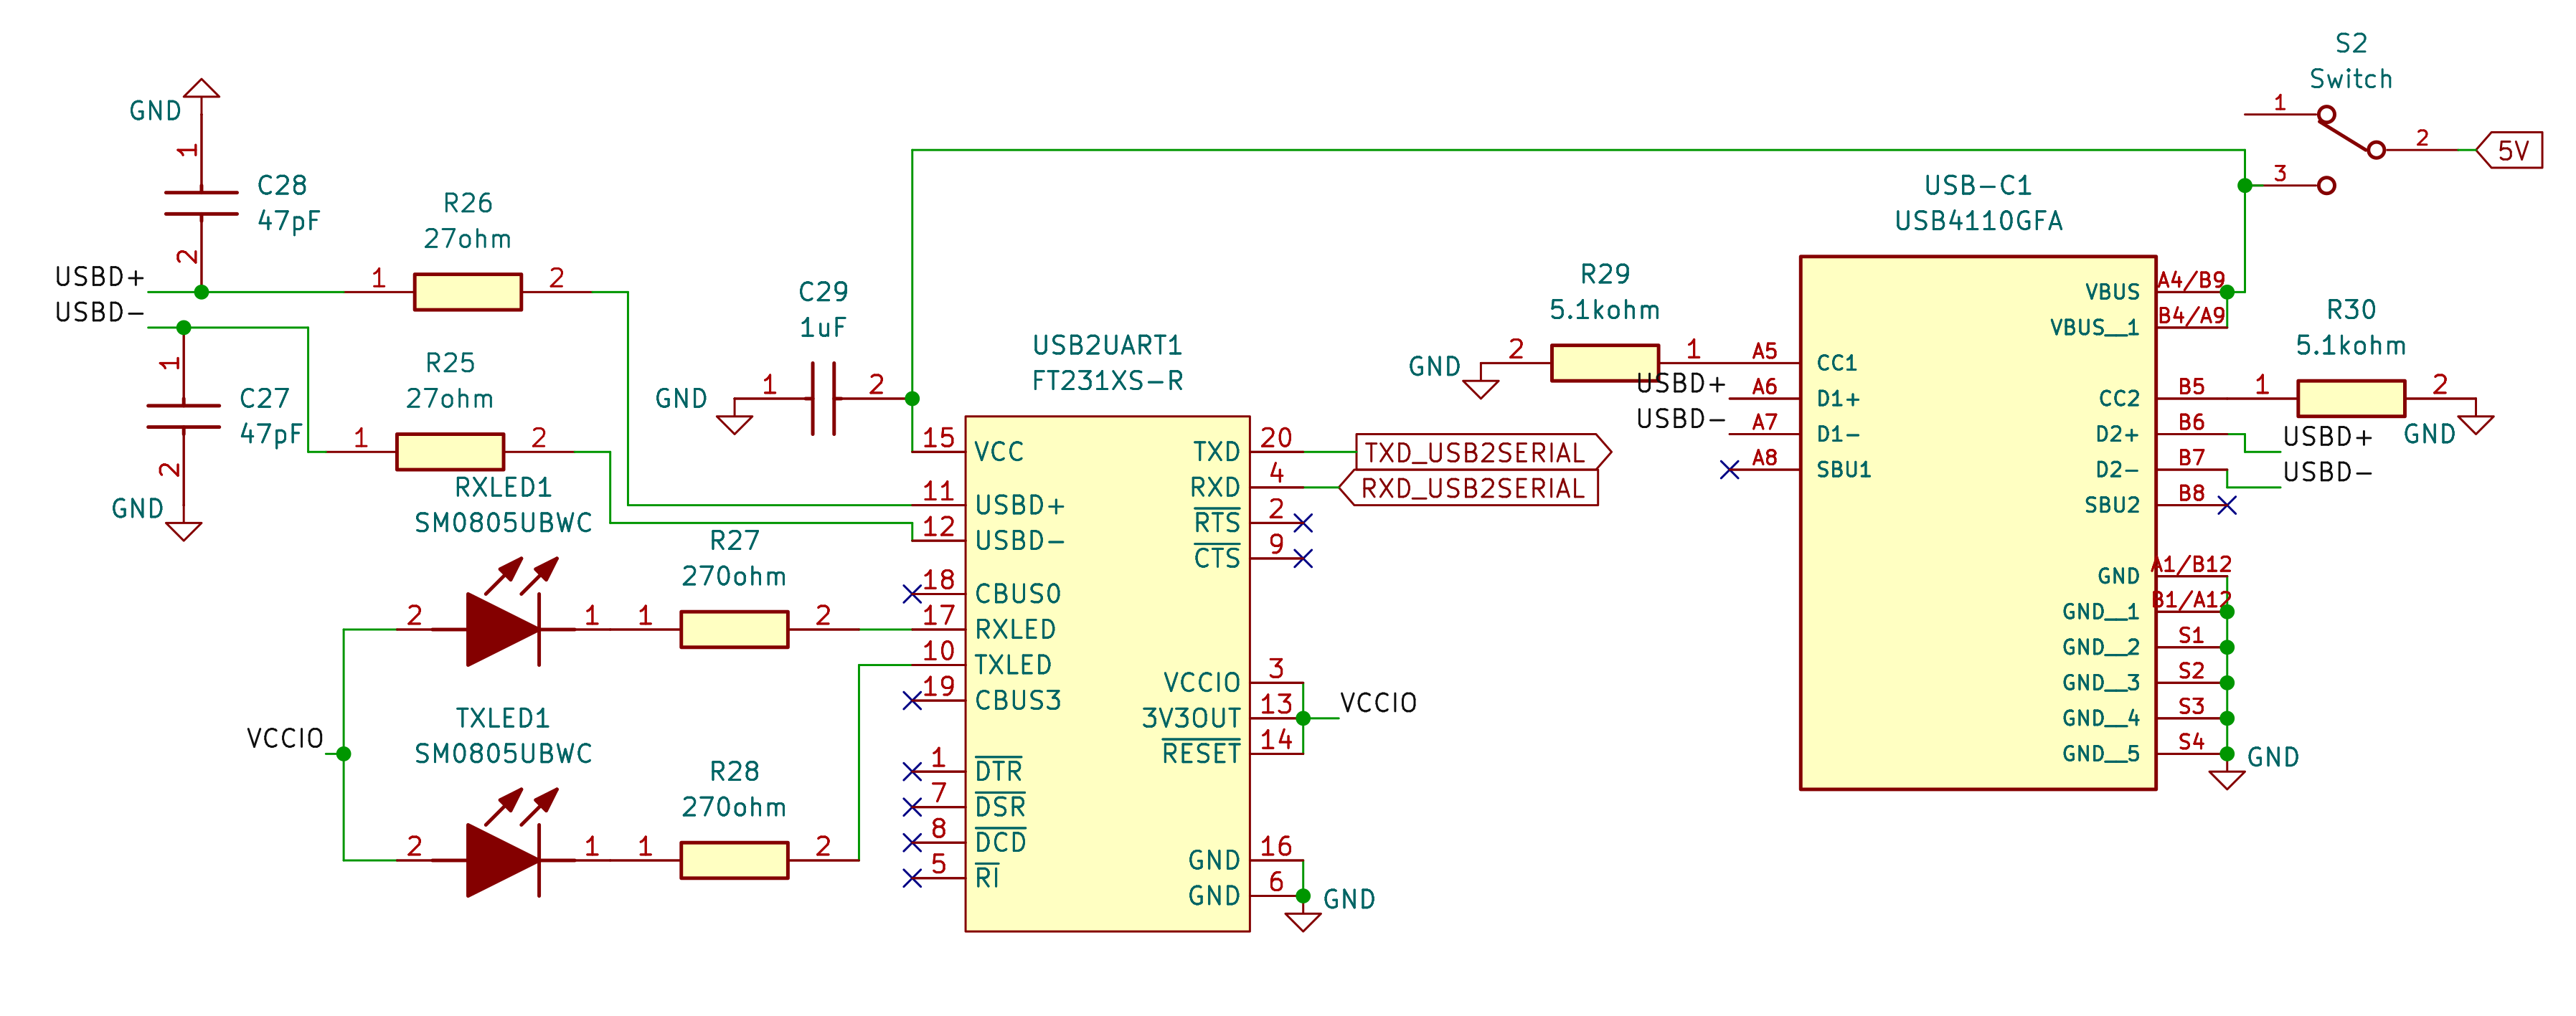 S2
Switch
1
2
3
5V
GND
1
C28
47pF
2
R26
27ohm
USBD+
1
2
USBD-
1
C27
47pF
2
GND
R25
27ohm
1
2
RXLED1
SM0805UBWC
2
1
R27
270ohm
1
2
VCCIO
TXLED1
SM0805UBWC
2
1
R28
270ohm
1
2
C29
1uF
GND
1
2
USB2UART1
FT231XS-R
15 VCC
11 USBD+
12 USBD-
18 CBUS0
17 RXLED
10 TXLED
19 CBUS3
1 DTR
7 DSR
8 DCD
5 RI
TXD 20
RXD 4
RTS 2
CTS 9
VCCIO 3
3V3OUT 13
RESET 14
GND 16
GND 6
TXD_USB2SERIAL
RXD_USB2SERIAL
VCCIO
GND
R29
5.1kohm
GND
2
1
USBD+
USBD-
USB-C1
USB4110GFA
A5 CC1
A6 D1+
A7 D1-
A8 SBU1
VBUS A4/B9
VBUS__1 B4/A9
CC2 B5
D2+ B6
D2- B7
SBU2 B8
GND A1/B12
GND__1 B1/A12
GND__2 S1
GND__3 S2
GND__4 S3
GND__5 S4
GND
R30
5.1kohm
1
2
GND
USBD+
USBD-